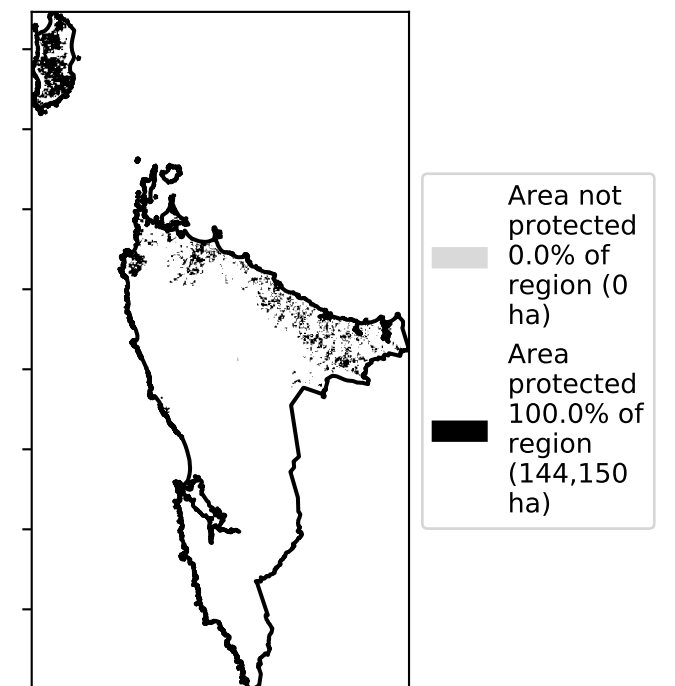 Area not
protected
0.0% of
region (0
ha)
Area
protected
100.0% of
region
(144,150
ha)